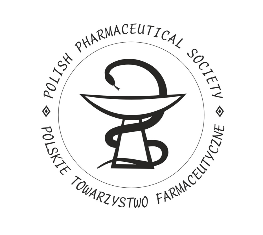 POLISH PHARMACEUTICAL SOCIETY
POLSKIE TOWARZYSTWO FARMACEUTYCZNE